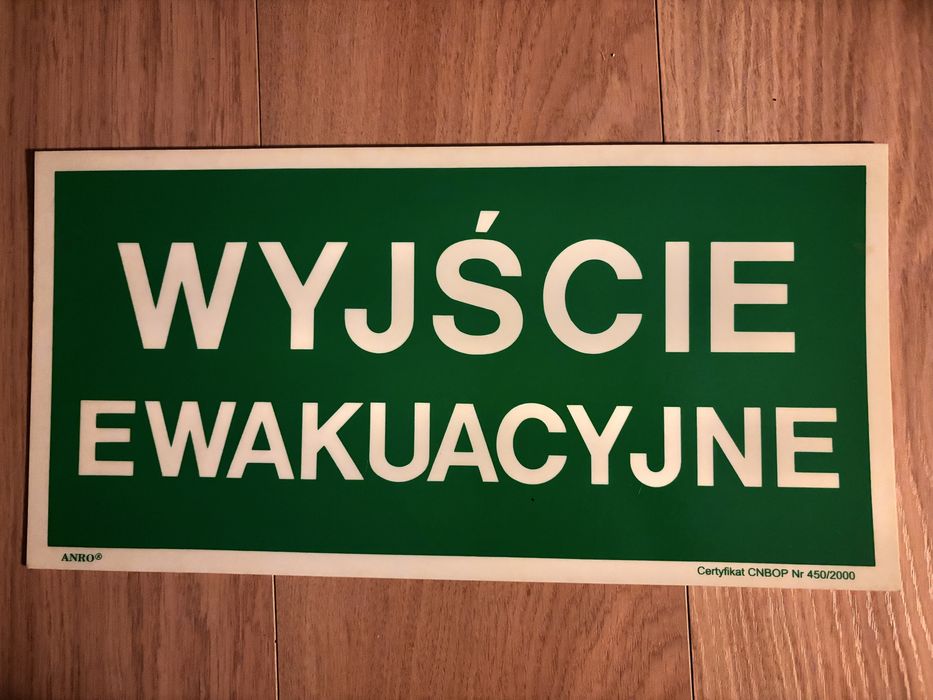 WYJŚCIE
EWAKUACYJNE
ANRO®
Certyfikat CNBOP Nr 450/2000